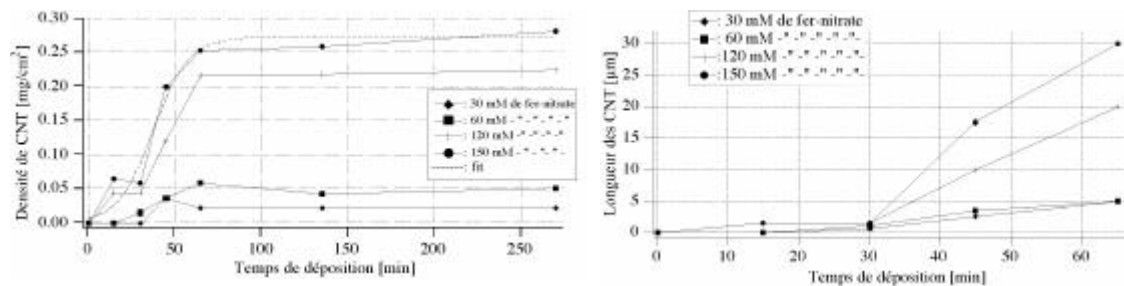 0.30
0.25
0.20
0.15
0.10
0.05
0.00
Densité de CNT [mg/cm²]
: 30 mM de fer-nitrate
: 60 mM -"-"-"-"-
: 120 mM -"-"-"-"-
: 150 mM -"-"-"-
: fit
0 50 100 150 200 250
Temps de déposition [min]
: 30 mM de fer-nitrate
: 60 mM -"-"-"-"-"-
: 120 mM -"-"-"-"-"-
: 150 mM -"-"-"-"-"-
30
25
20
15
10
5
0
Longueur des CNT [µm]
0 10 20 30 40 50 60
Temps de déposition [min]